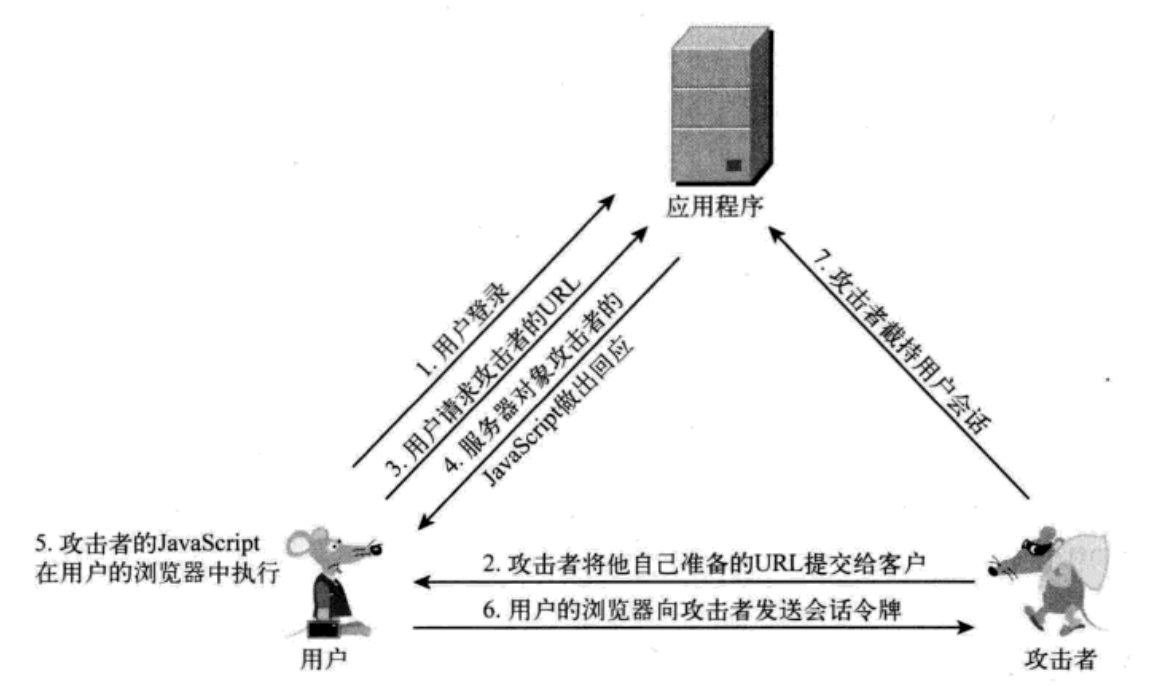 应用程序
1. 用户登录
3. 用户请求攻击者的URL
4. 服务器对象攻击者的
JavaScript做出回应
7. 攻击者截持用户会话
5. 攻击者的JavaScript
在用户的浏览器中执行
2. 攻击者将他自己准备的URL提交给客户
6. 用户的浏览器向攻击者发送会话令牌
用户
攻击者